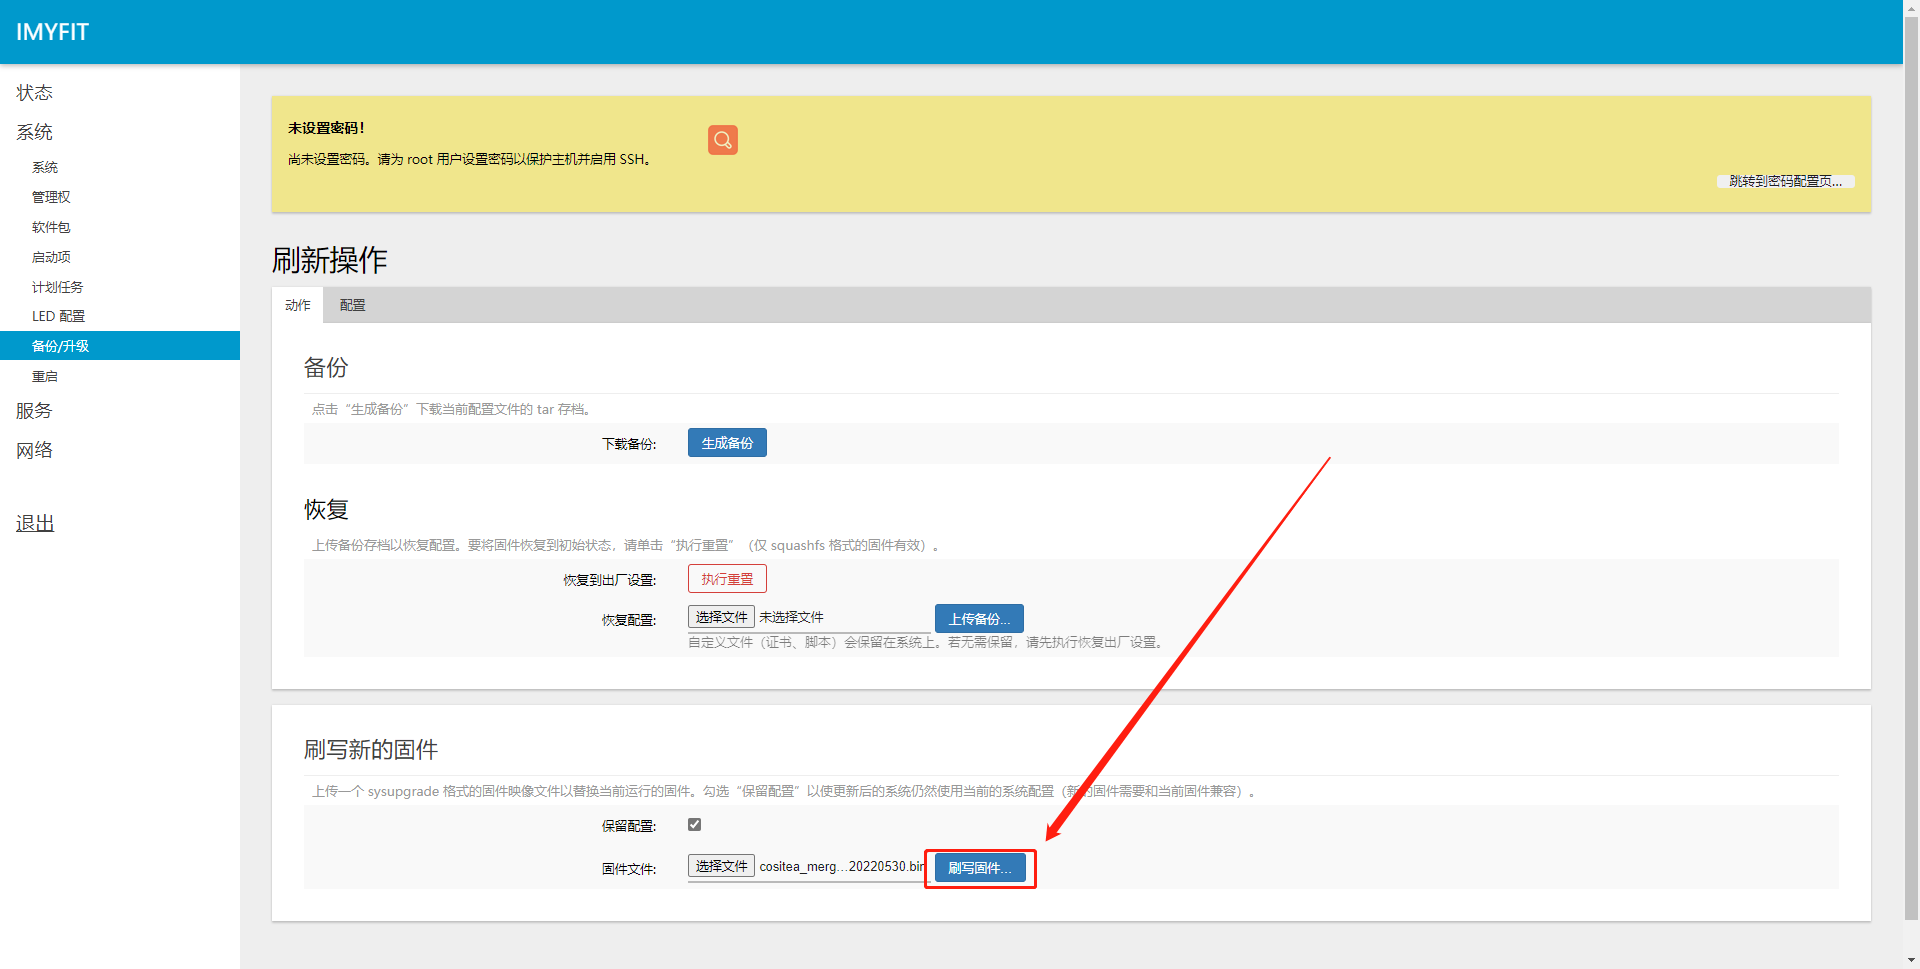 IMYFIT
状态
系统
系统
管理权
软件包
启动项
计划任务
LED 配置
备份/升级
重启
服务
网络
退出
未设置密码！
尚未设置密码。请为 root 用户设置密码以保护主机并启用 SSH。
跳转到密码配置页...
刷新操作
动作 配置
备份
点击“生成备份”下载当前配置文件的 tar 存档。
下载备份: 生成备份
恢复
上传备份存档以恢复配置。要将固件恢复到初始状态，请单击“执行重置”（仅 squashfs 格式的固件有效）。
恢复到出厂设置: 执行重置
恢复配置: 选择文件 未选择文件 上传备份...
自定义文件（证书、脚本）会保留在系统上。若无需保留，请先执行恢复出厂设置。
刷写新的固件
上传一个 sysupgrade 格式的固件映像文件以替换当前运行的固件。勾选“保留配置”以使更新后的系统仍然使用当前的系统配置（新的固件需要和当前固件兼容）。
保留配置:
固件文件: 选择文件 cositea_merg...20220530.bin 刷写固件...